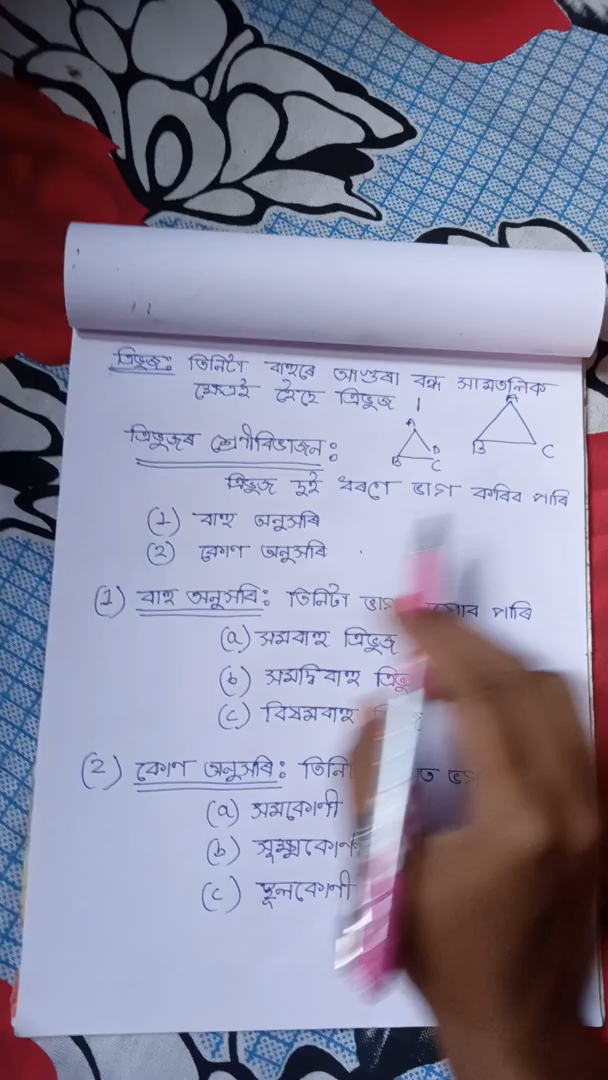 ত্রিভুজ: তিনিটা বাহুৰে আগুৰা বদ্ধ সামতলিক
ক্ষেত্ৰই হৈছে ত্রিভুজ ।
A
B C
D
A
B C
ত্রিভুজৰ শ্ৰেণীবিভাজন:
ত্রিভুজ দুই ধৰণে ভাগ কৰিব পাৰি
(1) বাহু অনুসৰি
(2) কোণ অনুসৰি
(1) বাহু অনুসৰি: তিনিটা পাৰি
(a) সমবাহু ত্রিভুজ
(b) সমদ্বিবাহু
(c) বিষমবাহু
(2) কোণ অনুসৰি:
(a) সমকোণী
(b) সূক্ষ্মকোণী
(c) স্থূলকোণী